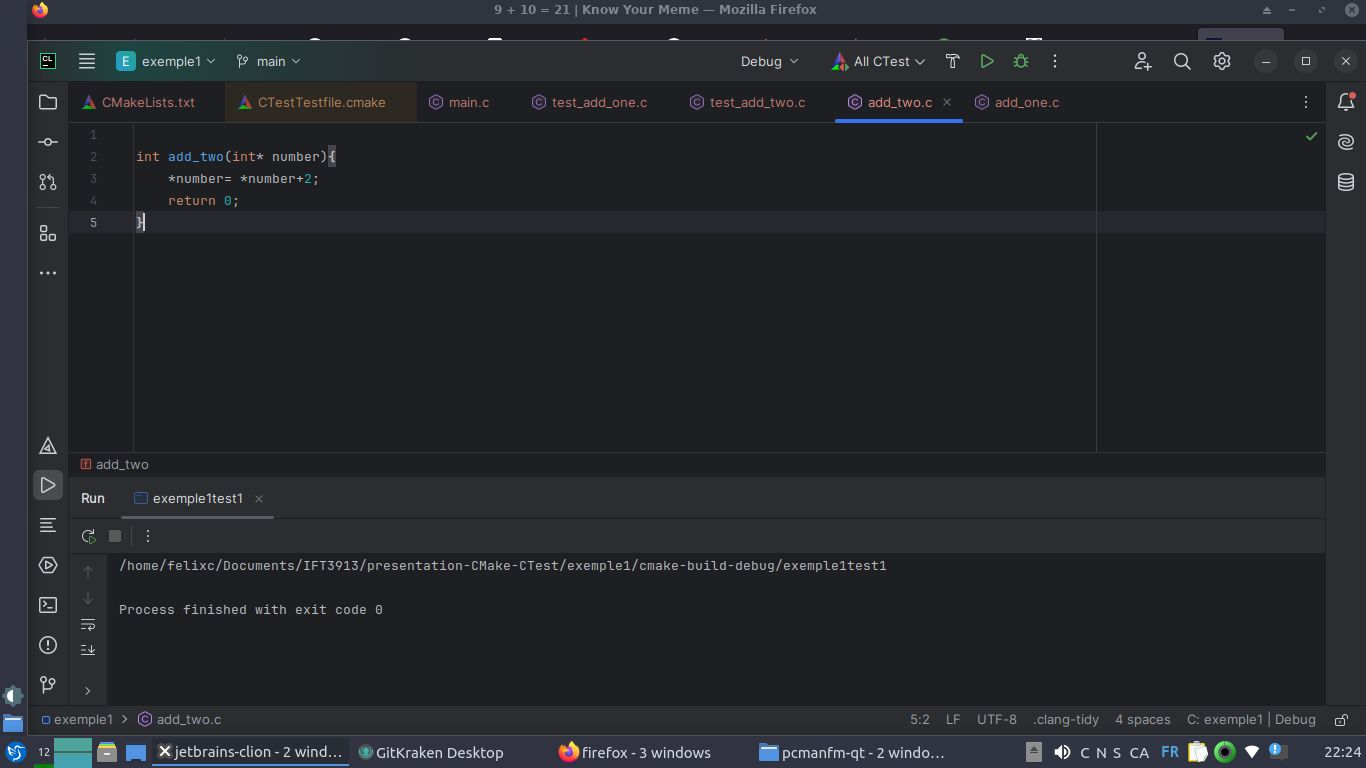 9 + 10 = 21 | Know Your Meme — Mozilla Firefox
CL
E exemple1 main Debug All CTest
CMakeLists.txt CTestTestfile.cmake main.c test_add_one.c test_add_two.c add_two.c add_one.c
1
2 int add_two(int* number){
3 *number= *number+2;
4 return 0;
5 }
f add_two
Run exemple1test1
/home/felixc/Documents/IFT3913/presentation-CMake-CTest/exemple1/cmake-build-debug/exemple1test1
Process finished with exit code 0
exemple1 > add_two.c 5:2 LF UTF-8 .clang-tidy 4 spaces C: exemple1 | Debug
12 jetbrains-clion - 2 wind... GitKraken Desktop firefox - 3 windows pcmanfm-qt - 2 windo... C N S CA FR 22:24